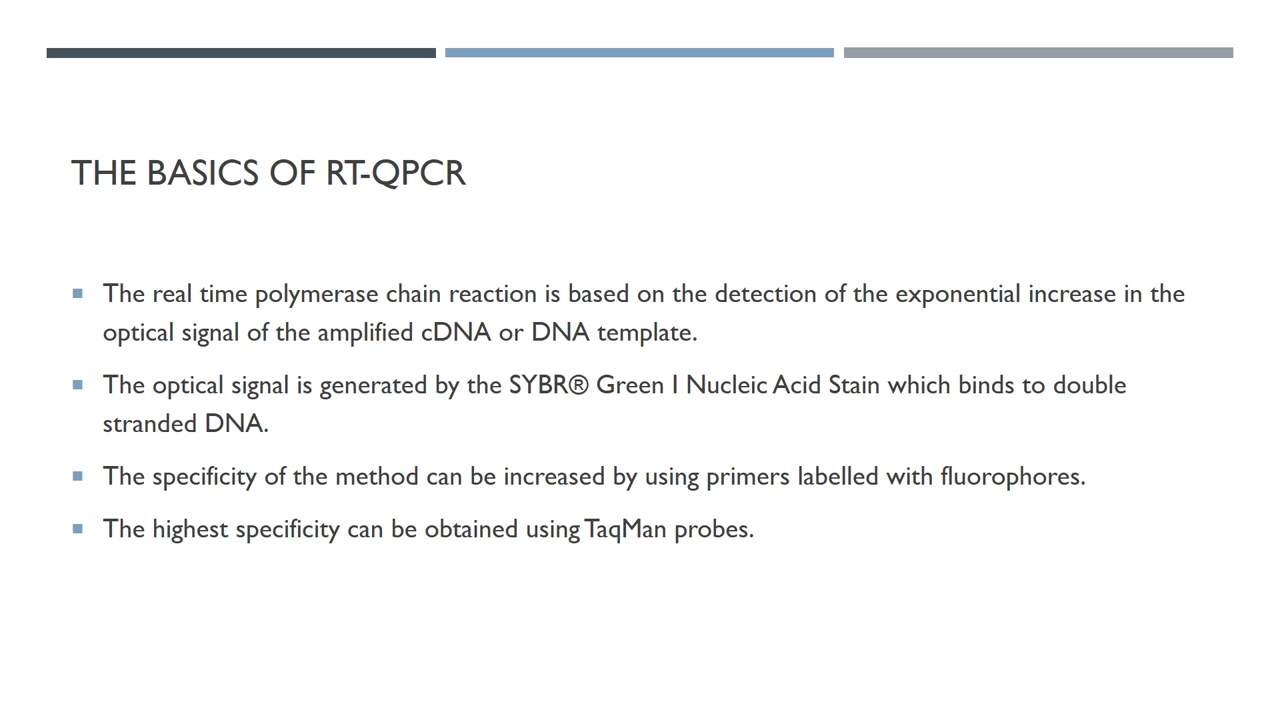 THE BASICS OF RT-QPCR
The real time polymerase chain reaction is based on the detection of the exponential increase in the
optical signal of the amplified cDNA or DNA template.
The optical signal is generated by the SYBR® Green I Nucleic Acid Stain which binds to double
stranded DNA.
The specificity of the method can be increased by using primers labelled with fluorophores.
The highest specificity can be obtained using TaqMan probes.